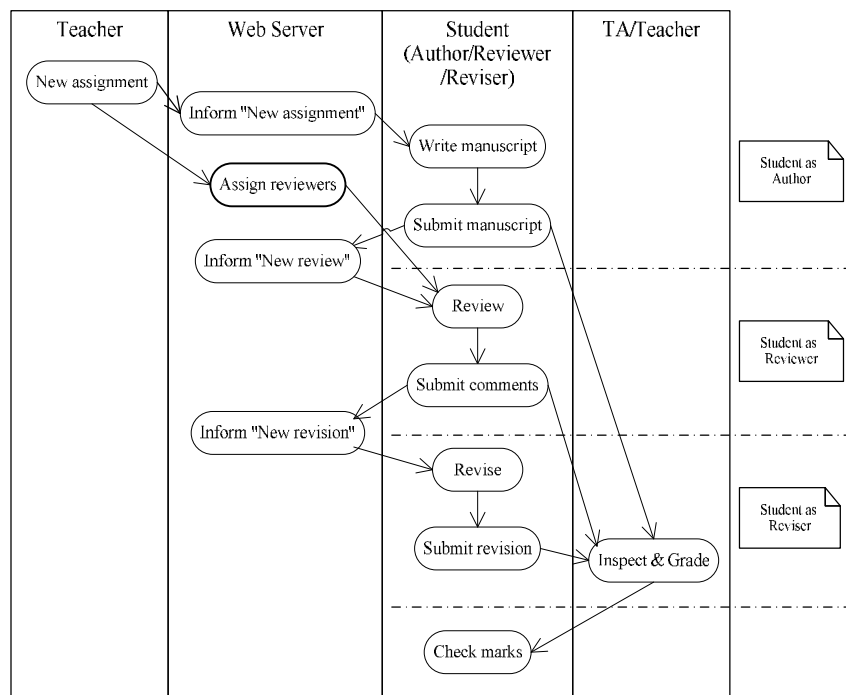 Teacher
Web Server
Student
(Author/Reviewer
/Reviser)
TA/Teacher
New assignment
Inform "New assignment"
Write manuscript
Student as
Author
Assign reviewers
Submit manuscript
Inform "New review"
Review
Student as
Reviewer
Submit comments
Inform "New revision"
Revise
Student as
Reviser
Submit revision
Inspect & Grade
Check marks